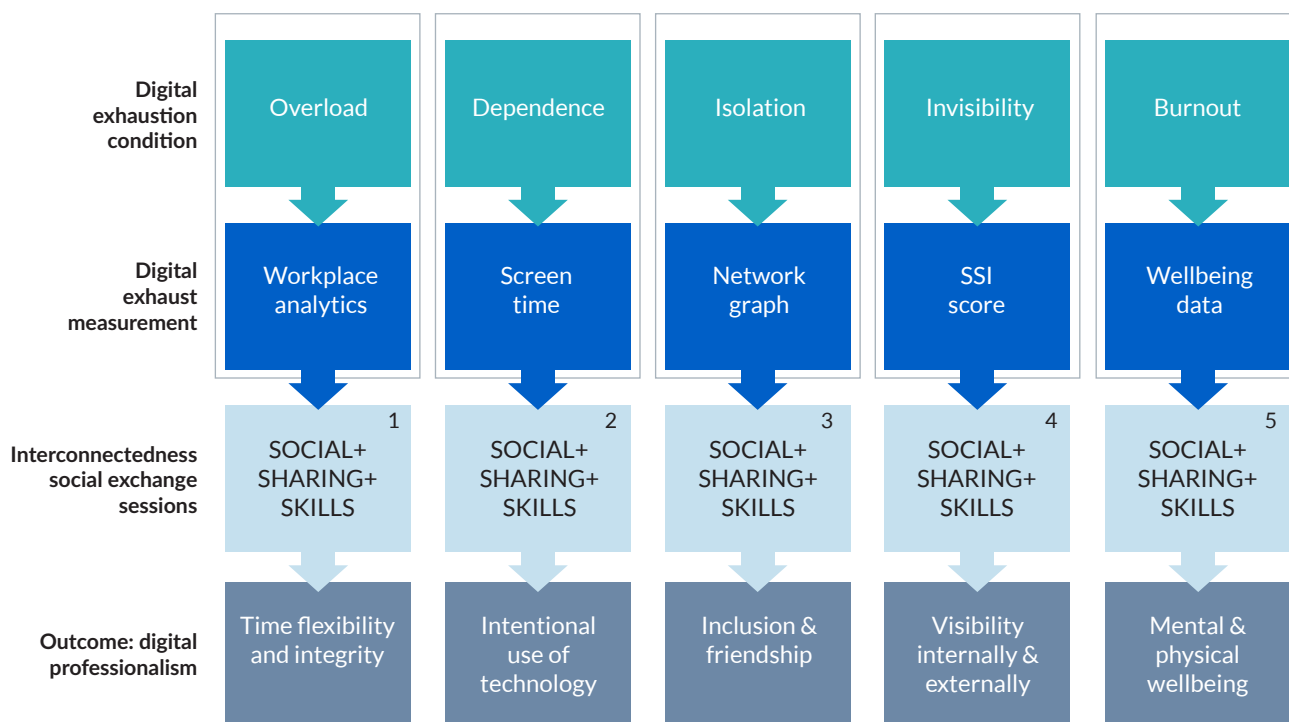 Digital
exhaustion
condition
Overload
Dependence
Isolation
Invisibility
Burnout
Digital
exhaust
measurement
Workplace
analytics
Screen
time
Network
graph
SSI
score
Wellbeing
data
Interconnectedness
social exchange
sessions
1
SOCIAL+
SHARING+
SKILLS
2
SOCIAL+
SHARING+
SKILLS
3
SOCIAL+
SHARING+
SKILLS
4
SOCIAL+
SHARING+
SKILLS
5
SOCIAL+
SHARING+
SKILLS
Outcome: digital
professionalism
Time flexibility
and integrity
Intentional
use of
technology
Inclusion &
friendship
Visibility
internally &
externally
Mental &
physical
wellbeing